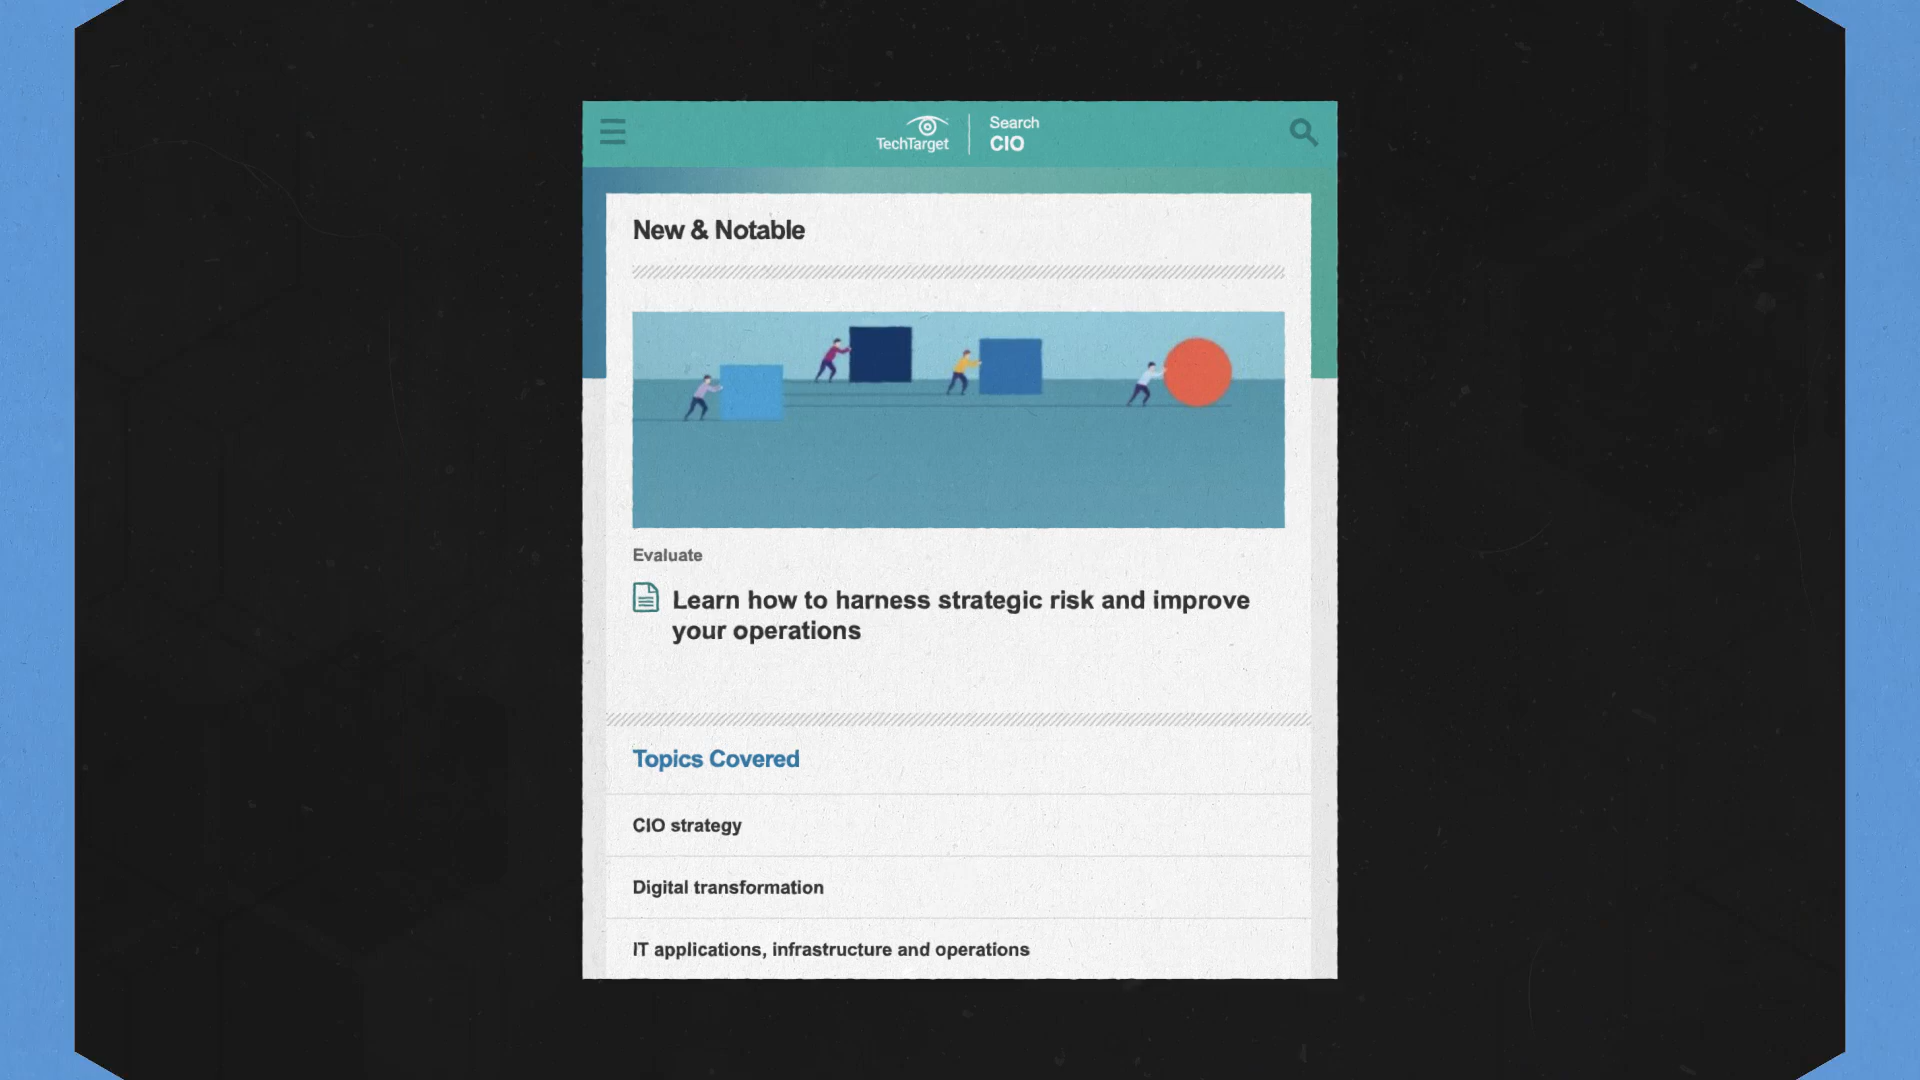 TechTarget
Search
CIO
New & Notable
Evaluate
Learn how to harness strategic risk and improve
your operations
Topics Covered
CIO strategy
Digital transformation
IT applications, infrastructure and operations